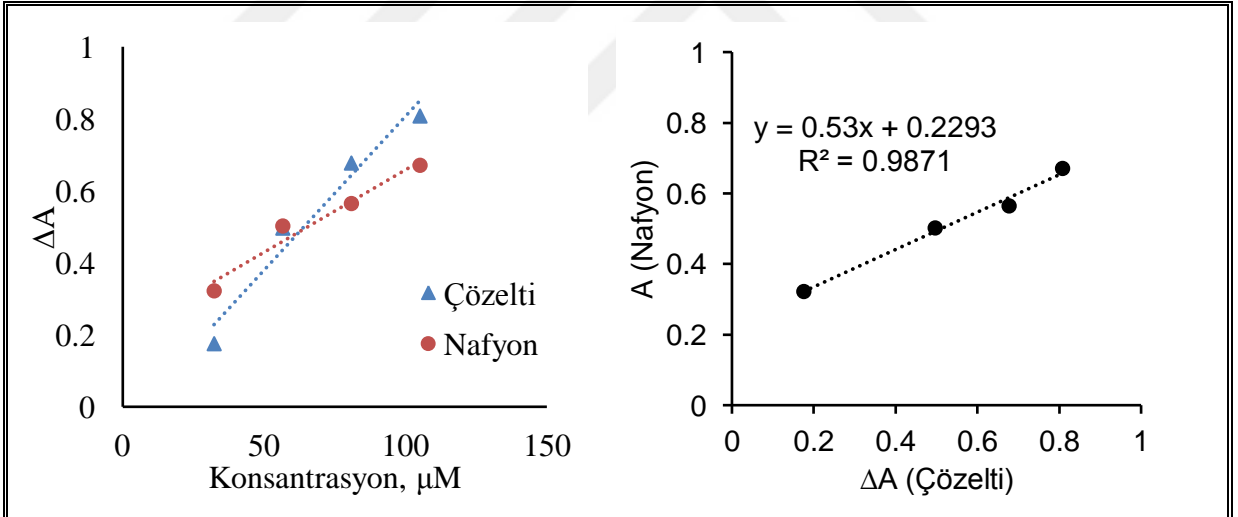 1
0.8
0.6
0.4
0.2
0
ΔA
0 50 100 150
Konsantrasyon, µM
Çözelti
Nafyon
1
0.8
0.6
0.4
0.2
0
A (Nafyon)
y = 0.53x + 0.2293
R² = 0.9871
0 0.2 0.4 0.6 0.8 1
∆A (Çözelti)